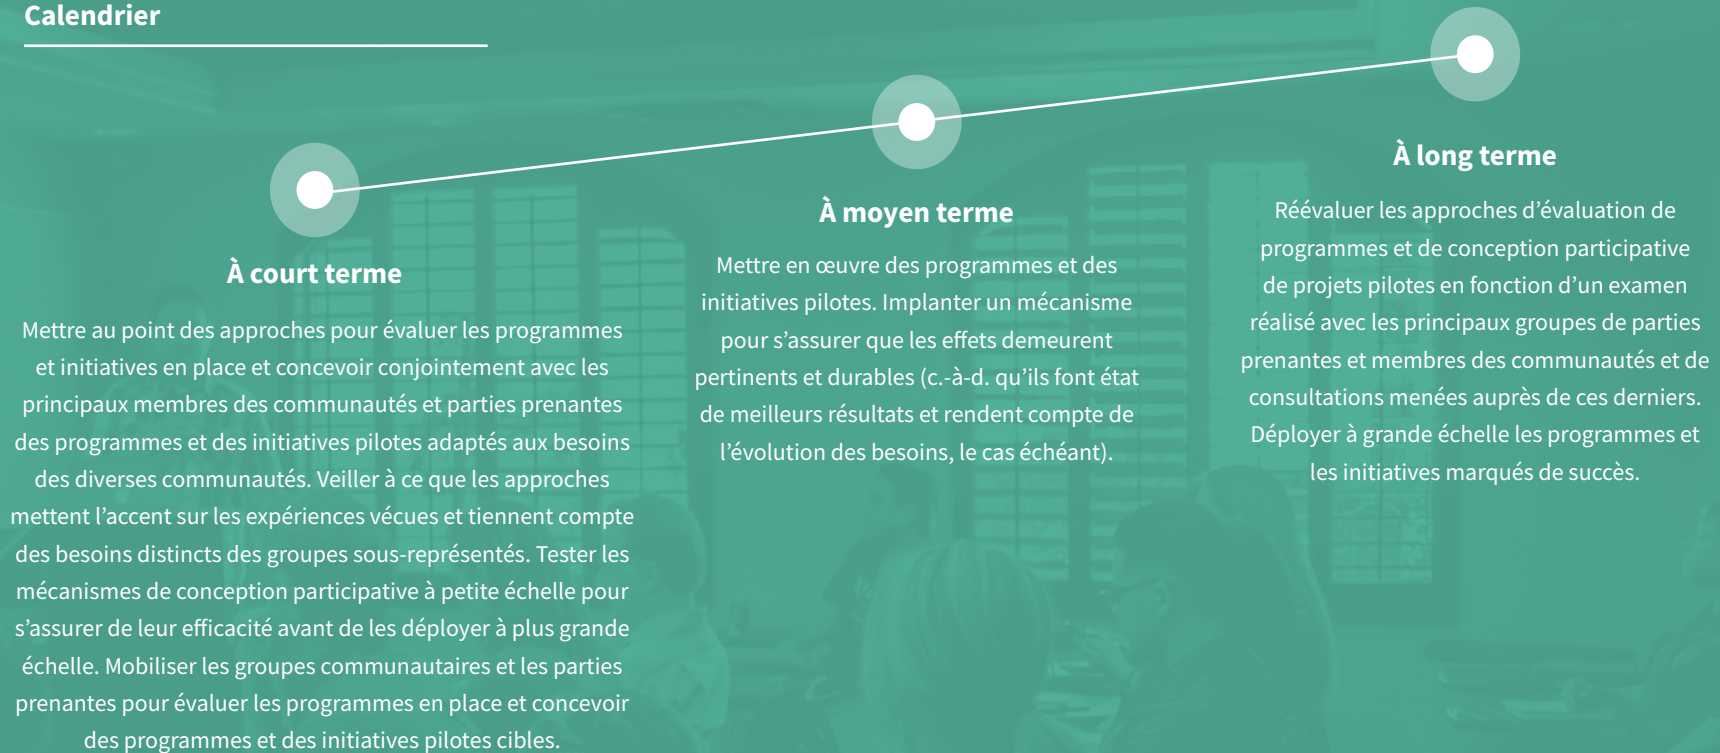 Calendrier
À court terme
Mettre au point des approches pour évaluer les programmes
et initiatives en place et concevoir conjointement avec les
principaux membres des communautés et parties prenantes
des programmes et des initiatives pilotes adaptés aux besoins
des diverses communautés. Veiller à ce que les approches
mettent l’accent sur les expériences vécues et tiennent compte
des besoins distincts des groupes sous-représentés. Tester les
mécanismes de conception participative à petite échelle pour
s’assurer de leur efficacité avant de les déployer à plus grande
échelle. Mobiliser les groupes communautaires et les parties
prenantes pour évaluer les programmes en place et concevoir
des programmes et des initiatives pilotes cibles.
À moyen terme
Mettre en œuvre des programmes et des
initiatives pilotes. Implanter un mécanisme
pour s’assurer que les effets demeurent
pertinents et durables (c.-à-d. qu’ils font état
de meilleurs résultats et rendent compte de
l’évolution des besoins, le cas échéant).
À long terme
Réévaluer les approches d’évaluation de
programmes et de conception participative
de projets pilotes en fonction d’un examen
réalisé avec les principaux groupes de parties
prenantes et membres des communautés et de
consultations menées auprès de ces derniers.
Déployer à grande échelle les programmes et
les initiatives marqués de succès.